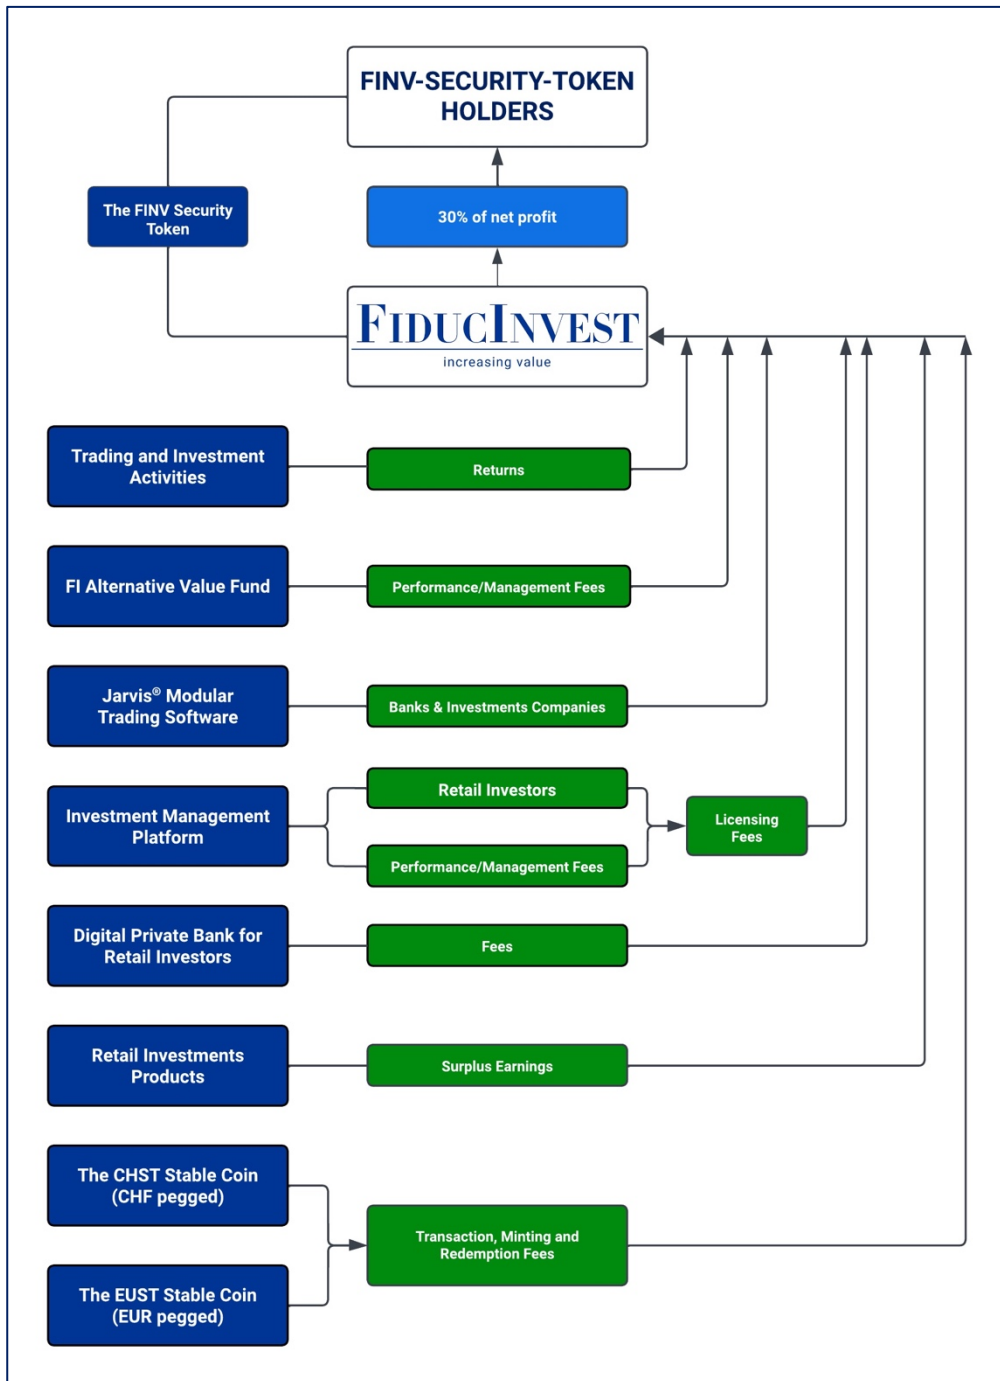 FINV-SECURITY-TOKEN
HOLDERS
The FINV Security
Token
30% of net profit
FIDUCINVEST
increasing value
Trading and Investment
Activities
Returns
FI Alternative Value Fund
Performance/Management Fees
Jarvis® Modular
Trading Software
Banks & Investments Companies
Investment Management
Platform
Retail Investors
Performance/Management Fees
Licensing
Fees
Digital Private Bank for
Retail Investors
Fees
Retail Investments
Products
Surplus Earnings
The CHST Stable Coin
(CHF pegged)
Transaction, Minting and
Redemption Fees
The EUST Stable Coin
(EUR pegged)